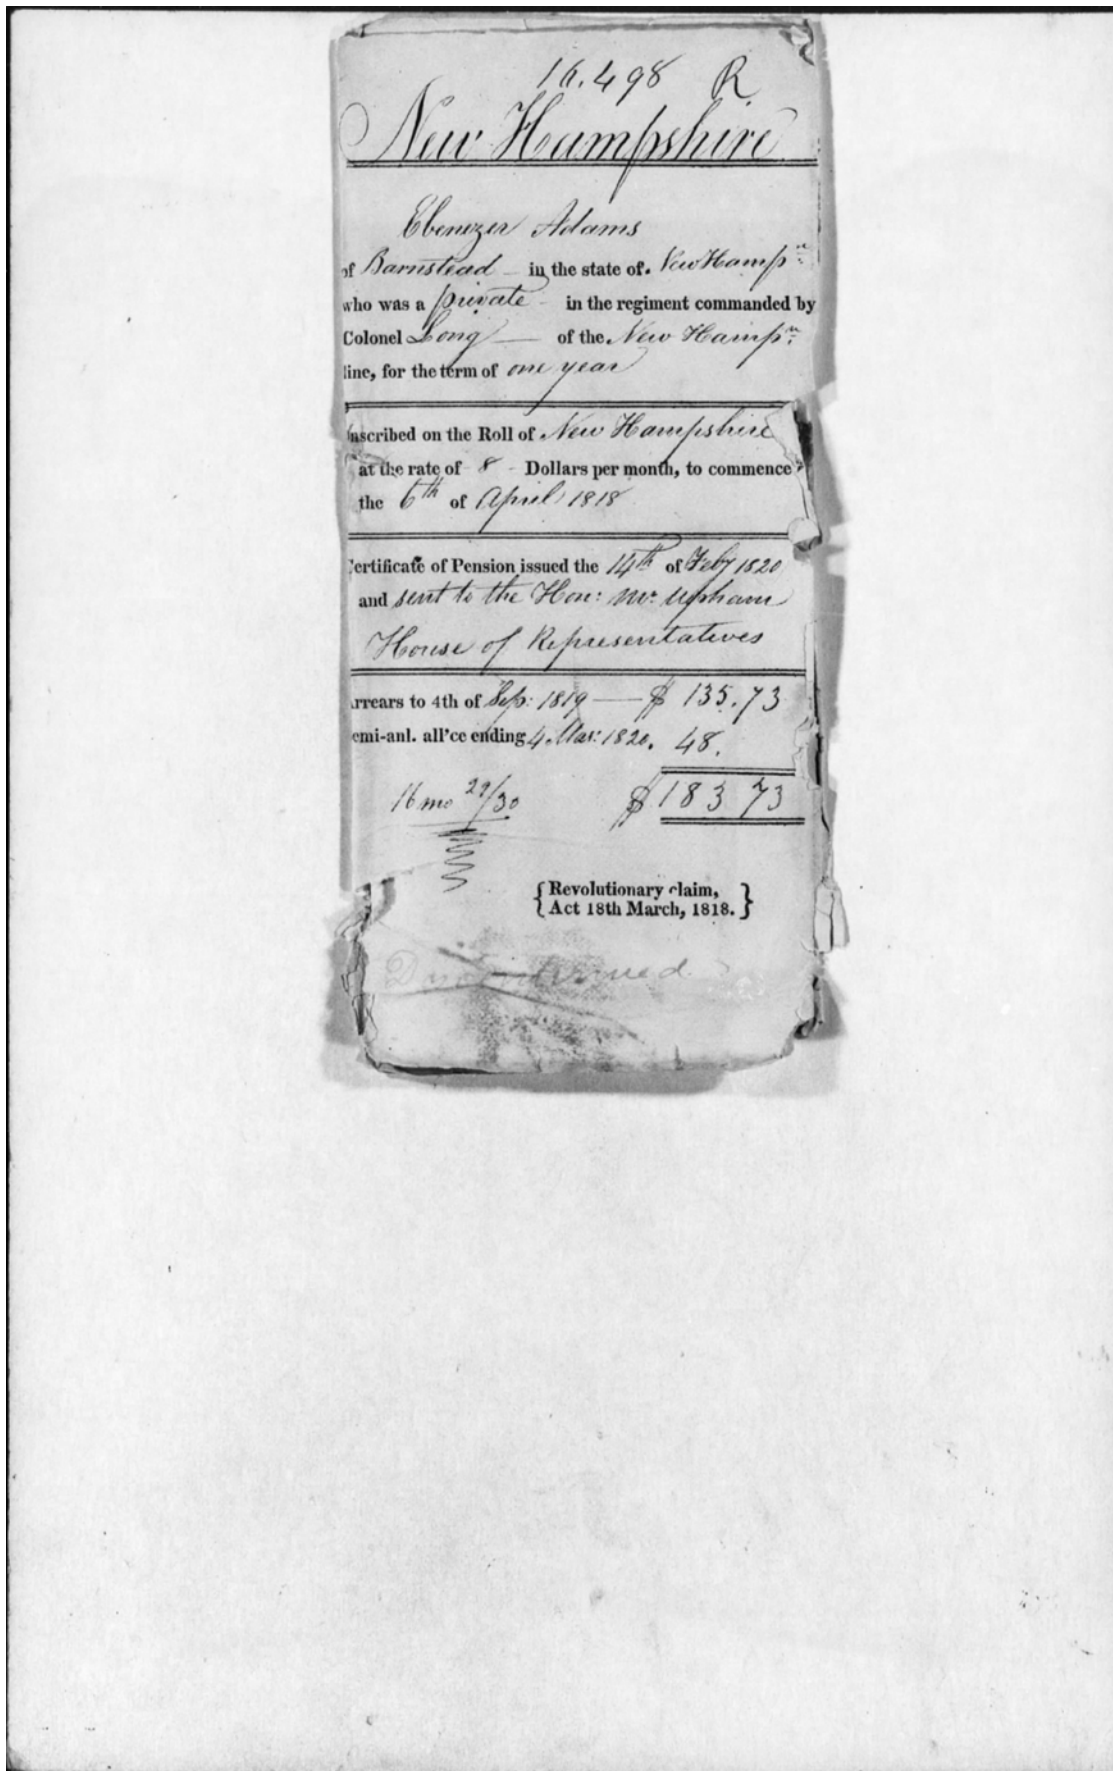 16.498 R
New Hampshire
Ebenezer Adams
of Barnstead - in the state of. New Hampre
who was a private - in the regiment commanded by
Colonel Long — of the New Hampre
line, for the term of one year
Inscribed on the Roll of New Hampshire
at the rate of 8 - Dollars per month, to commence
the 6th of April 1818
Certificate of Pension issued the 14th of Feby 1820
and sent to the Hon: Mr. Upham
House of Representatives
Arrears to 4th of Sep: 1819 — $ 135.73
emi-anl. all'ce ending 4 Mar: 1820. 48.
16 mo 29/30 $183 73
{Revolutionary claim,
Act 18th March, 1818.}